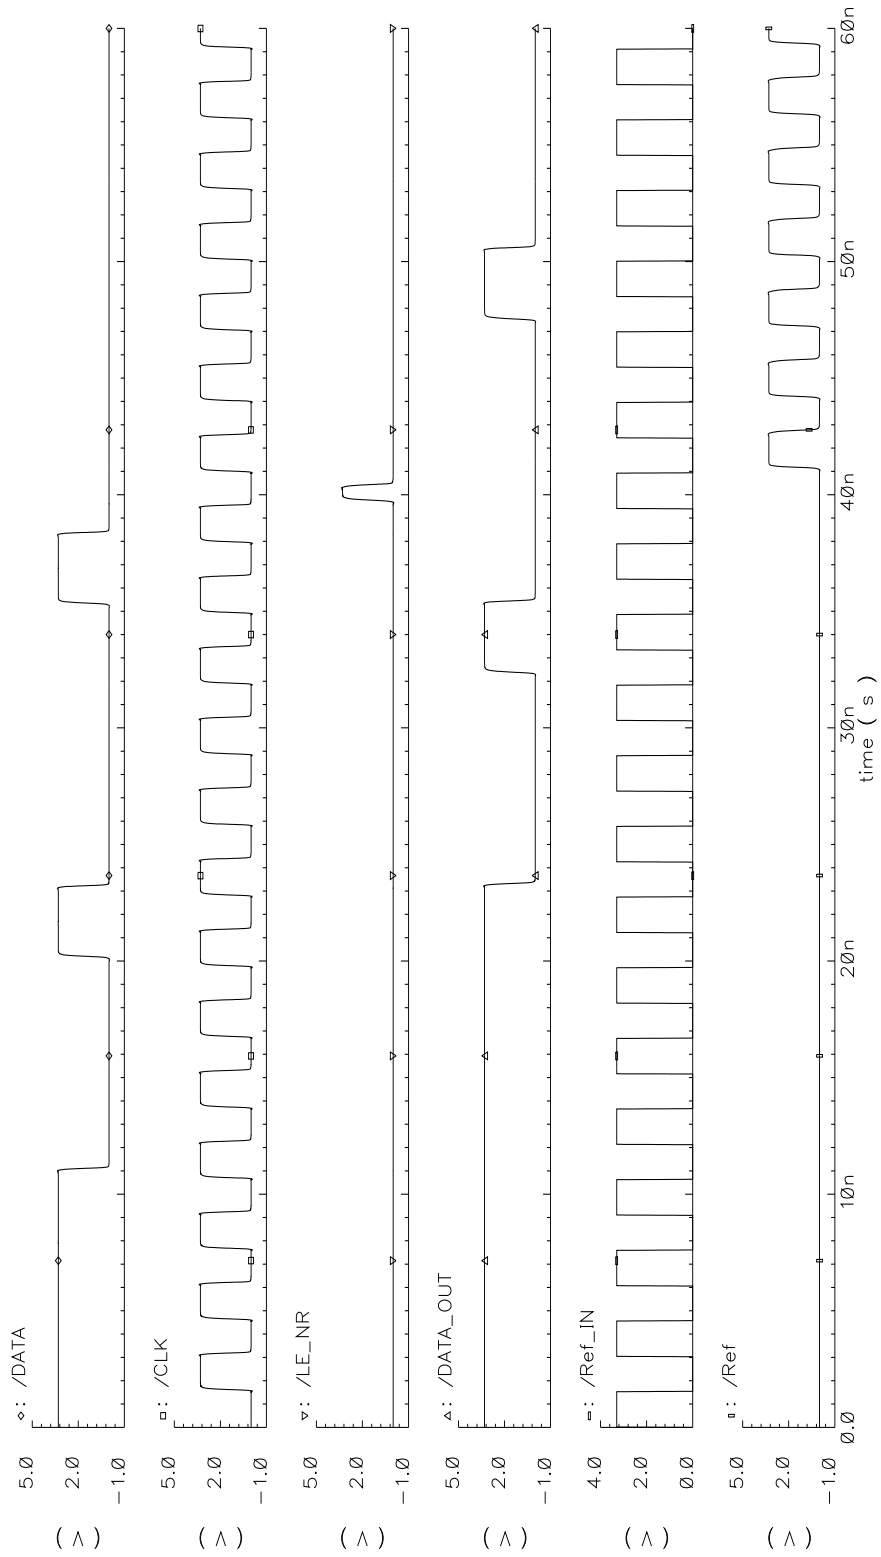 ◇: /DATA
5.0
2.0
−1.0
(V)
□: /CLK
5.0
2.0
−1.0
(V)
▽: /LE_NR
5.0
2.0
−1.0
(V)
△: /DATA_OUT
5.0
2.0
−1.0
(V)
▭: /Ref_IN
4.0
2.0
0.0
(V)
▯: /Ref
5.0
2.0
−1.0
(V)
0.0 10n 20n 30n 40n 50n 60n
time ( s )